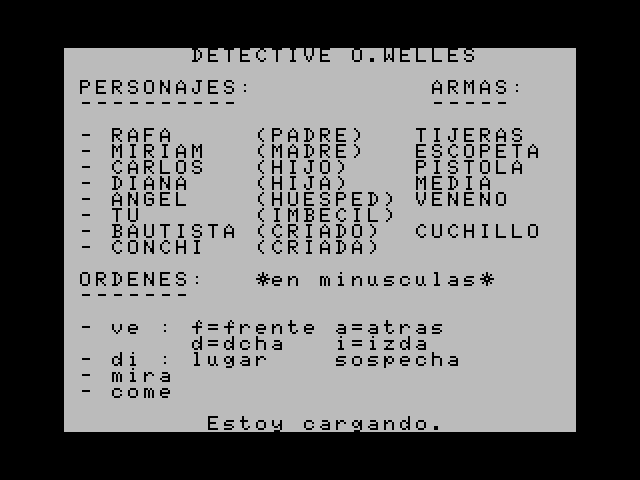 DETECTIVE O.WELLES
PERSONAJES: ARMAS:
---------- -----
- RAFA (PADRE) TIJERAS
- MIRIAM (MADRE) ESCOPETA
- CARLOS (HIJO) PISTOLA
- DIANA (HIJA) MEDIA
- ANGEL (HUESPED) VENENO
- TU (IMBECIL)
- BAUTISTA (CRIADO) CUCHILLO
- CONCHI (CRIADA)
ORDENES: *en minusculas*
-------
- ve : f=frente a=atras
d=dcha i=izda
- di : lugar sospecha
- mira
- come
Estoy cargando.